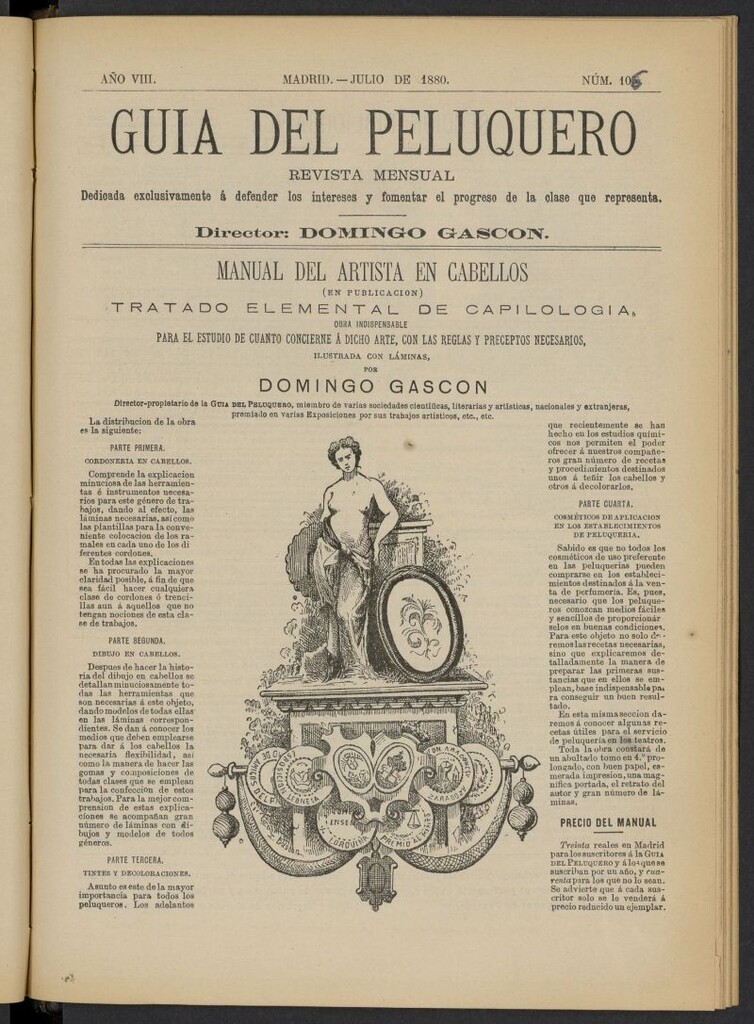 AÑO VIII. MADRID.—JULIO DE 1880. NÚM. 106
GUIA DEL PELUQUERO
REVISTA MENSUAL
Dedicada exclusivamente á defender los intereses y fomentar el progreso de la clase que representa.
Director: DOMINGO GASCON.
MANUAL DEL ARTISTA EN CABELLOS
(EN PUBLICACION)
TRATADO ELEMENTAL DE CAPILOLOGIA,
OBRA INDISPENSABLE
PARA EL ESTUDIO DE CUANTO CONCIERNE Á DICHO ARTE, CON LAS REGLAS Y PRECEPTOS NECESARIOS,
ILUSTRADA CON LÁMINAS,
POR
DOMINGO GASCON
Director-propietario de la GUIA DEL PELUQUERO, miembro de varias sociedades científicas, literarias y artísticas, nacionales y extranjeras,
premiado en varias Exposiciones por sus trabajos artísticos, etc., etc.
La distribucion de la obra
es la siguiente:
PARTE PRIMERA.
CORDONERIA EN CABELLOS.
Comprende la explicacion
minuciosa de las herramien-
tas é instrumentos necesa-
rios para este género de tra-
bajos, dando al efecto, las
láminas necesarias, así como
las plantillas para la conve-
niente colocacion de los ra-
males en cada uno de los di
ferentes cordones.
En todas las explicaciones
se ha procurado la mayor
claridad posible, á fin de que
sea fácil hacer cualquiera
clase de cordones ó trenci-
llas aun á aquellos que no
tengan nociones de esta cla-
se de trabajos.
PARTE SEGUNDA.
DIBUJO EN CABELLOS.
Despues de hacer la histo-
ria del dibujo en cabellos se
detallan minuciosamente to-
das las herramientas que
son necesarias á este objeto,
dando modelos de todas ellas
en las láminas correspon-
dientes. Se dan á conocer los
medios que deben emplearse
para dar á los cabellos la
necesaria flexibilidad, así
como la manera de hacer las
gomas y composiciones de
todas clases que se emplean
para la confeccion de estos
trabajos. Para la mejor com-
prension de estas explica-
ciones se acompañan gran
número de láminas con di-
bujos y modelos de todos
géneros.
PARTE TERCERA.
TINTES Y DECOLORACIONES.
Asunto es este de la mayor
importancia para todos los
peluqueros. Los adelantos
que recientemente se han
hecho en los estudios quími-
cos nos permiten el poder
ofrecer á nuestros compañe-
ros gran número de recetas
y procedimientos destinados
unos á teñir los cabellos y
otros á decolorarlos.
PARTE CUARTA.
COSMÉTICOS DE APLICACION
EN LOS ESTABLECIMIENTOS
DE PELUQUERIA.
Sabido es que no todos los
cosméticos de uso preferente
en las peluquerias pueden
comprarse en los estableci-
mientos destinados á la ven-
ta de perfumería. Es, pues,
necesario que los peluque-
ros conozcan medios fáciles
y sencillos de proporcionár
selos en buenas condiciones.
Para este objeto no solo da-
remos las recetas necesarias,
sino que explicaremos de-
talladamente la manera de
preparar las primeras sus-
tancias que en ellos se em-
plean, base indispensable pa
ra conseguir un buen resul-
tado.
En esta misma seccion da-
remos á conocer algunas re-
cetas útiles para el servicio
de peluquería en los teatros.
Toda la obra constará de
un abultado tomo en 4.º pro-
longado, con buen papel, es-
merada impresion, una mag-
nífica portada, el retrato del
autor y gran número de lá-
minas.
PRECIO DEL MANUAL
Treinta reales en Madrid
para los suscritores á la GUIA
DEL PELUQUERO y á los que se
suscriban por un año, y cua-
renta para los que no lo sean.
Se advierte que á cada sus-
critor solo se le venderá á
precio reducido un ejemplar.